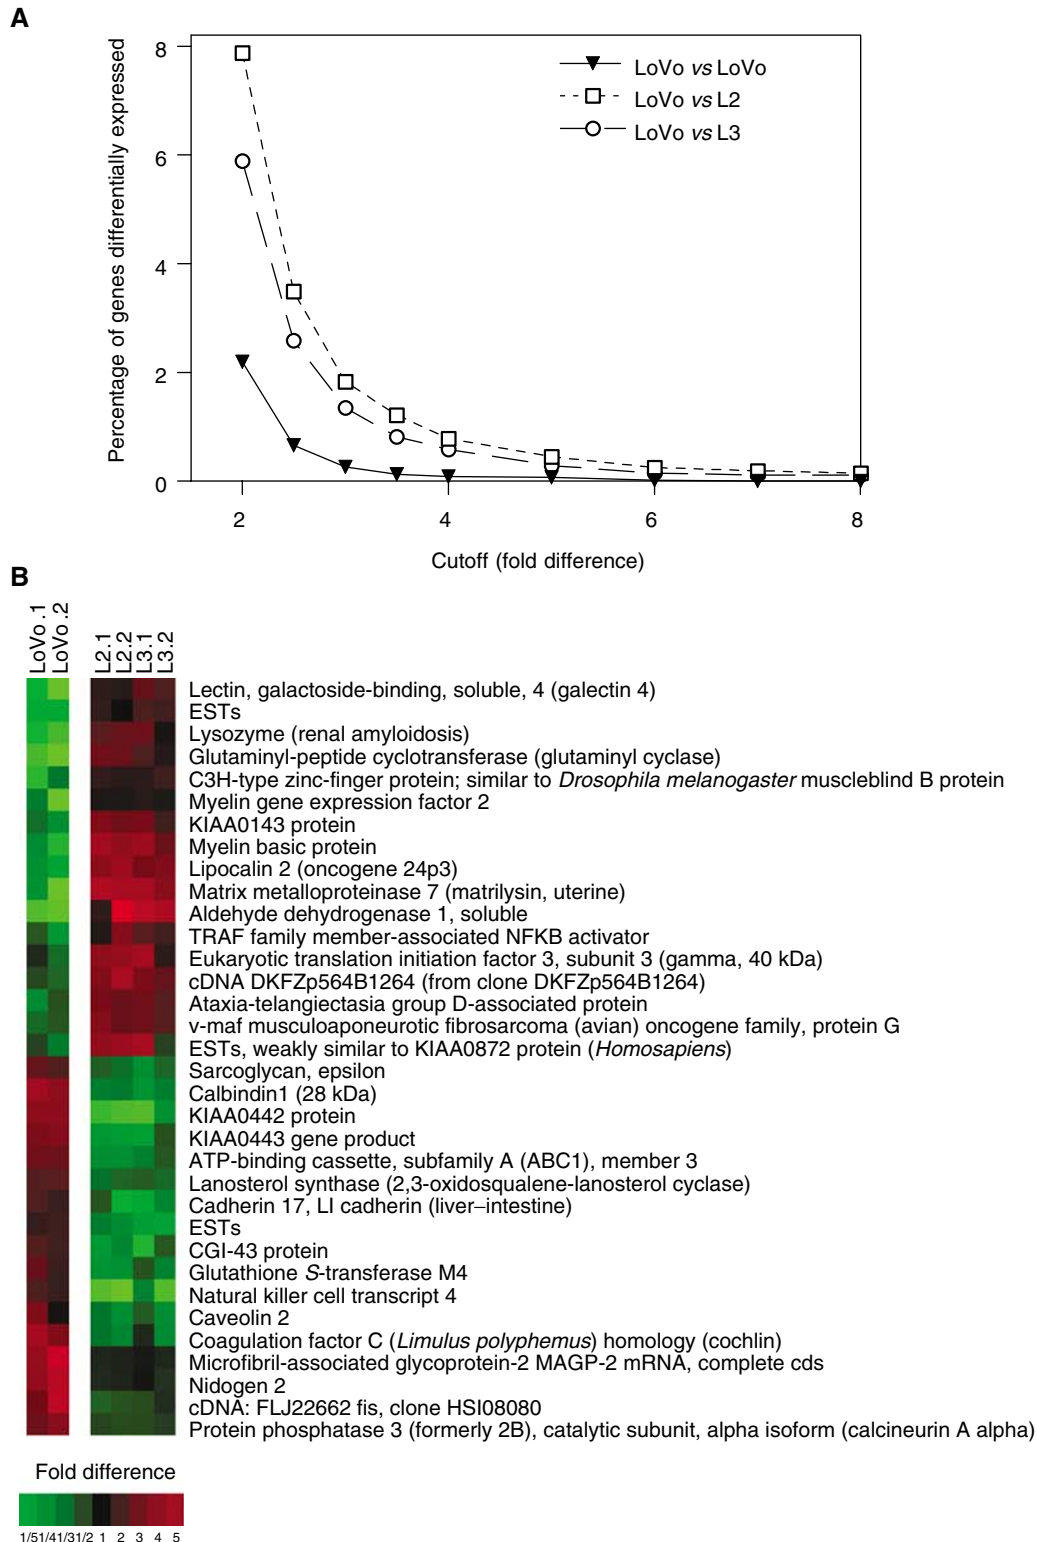 A
Percentage of genes differentially expressed
8
6
4
2
0
LoVo vs LoVo
LoVo vs L2
LoVo vs L3
2 4 6 8
Cutoff (fold difference)
B
LoVo .1
LoVo .2
L2.1
L2.2
L3.1
L3.2
Lectin, galactoside-binding, soluble, 4 (galectin 4)
ESTs
Lysozyme (renal amyloidosis)
Glutaminyl-peptide cyclotransferase (glutaminyl cyclase)
C3H-type zinc-finger protein; similar to Drosophila melanogaster muscleblind B protein
Myelin gene expression factor 2
KIAA0143 protein
Myelin basic protein
Lipocalin 2 (oncogene 24p3)
Matrix metalloproteinase 7 (matrilysin, uterine)
Aldehyde dehydrogenase 1, soluble
TRAF family member-associated NFKB activator
Eukaryotic translation initiation factor 3, subunit 3 (gamma, 40 kDa)
cDNA DKFZp564B1264 (from clone DKFZp564B1264)
Ataxia-telangiectasia group D-associated protein
v-maf musculoaponeurotic fibrosarcoma (avian) oncogene family, protein G
ESTs, weakly similar to KIAA0872 protein (Homosapiens)
Sarcoglycan, epsilon
Calbindin1 (28 kDa)
KIAA0442 protein
KIAA0443 gene product
ATP-binding cassette, subfamily A (ABC1), member 3
Lanosterol synthase (2,3-oxidosqualene-lanosterol cyclase)
Cadherin 17, LI cadherin (liver–intestine)
ESTs
CGI-43 protein
Glutathione S-transferase M4
Natural killer cell transcript 4
Caveolin 2
Coagulation factor C (Limulus polyphemus) homology (cochlin)
Microfibril-associated glycoprotein-2 MAGP-2 mRNA, complete cds
Nidogen 2
cDNA: FLJ22662 fis, clone HSI08080
Protein phosphatase 3 (formerly 2B), catalytic subunit, alpha isoform (calcineurin A alpha)
Fold difference
1/51/41/31/2 1 2 3 4 5